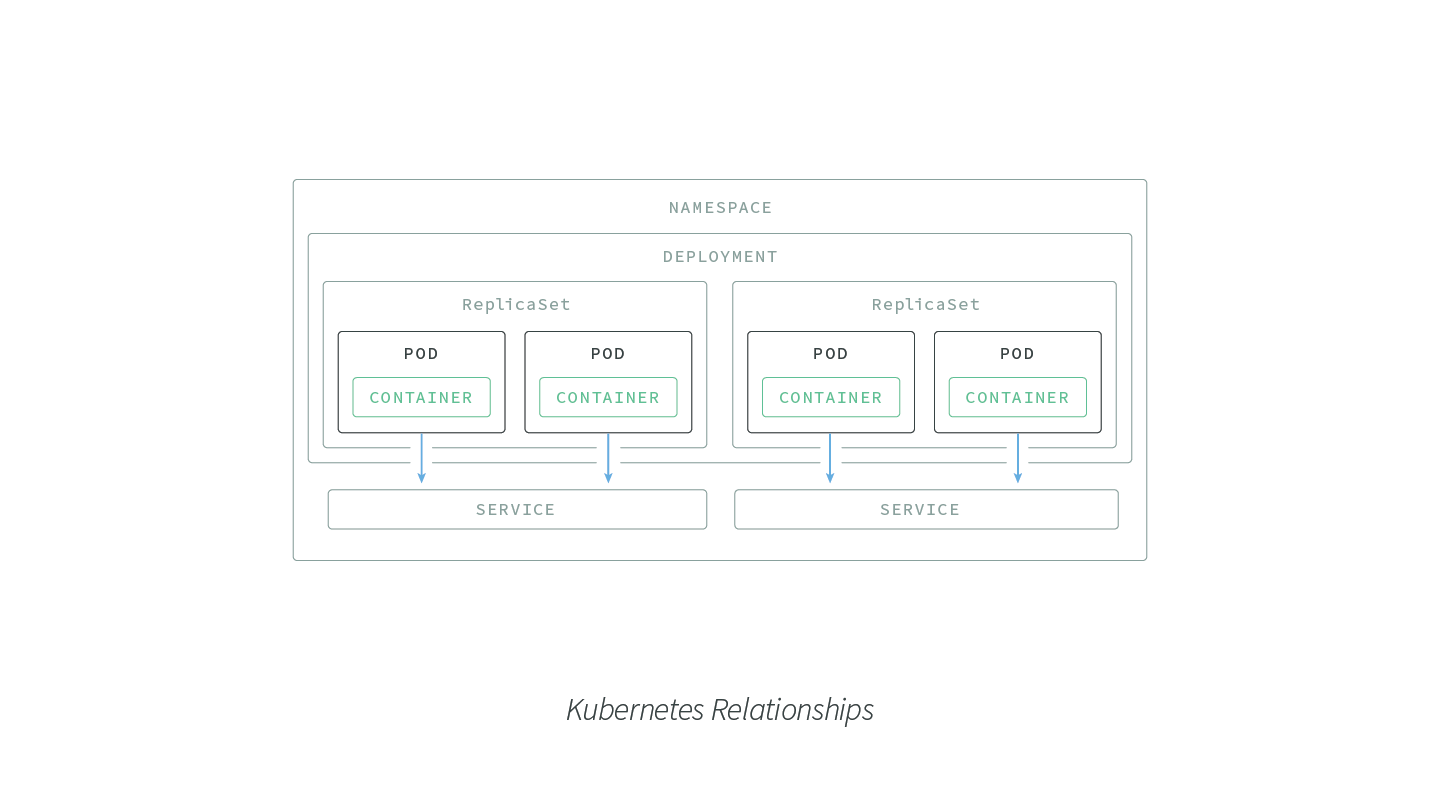 NAMESPACE
DEPLOYMENT
ReplicaSet
ReplicaSet
POD
POD
POD
POD
CONTAINER
CONTAINER
CONTAINER
CONTAINER
SERVICE
SERVICE
Kubernetes Relationships